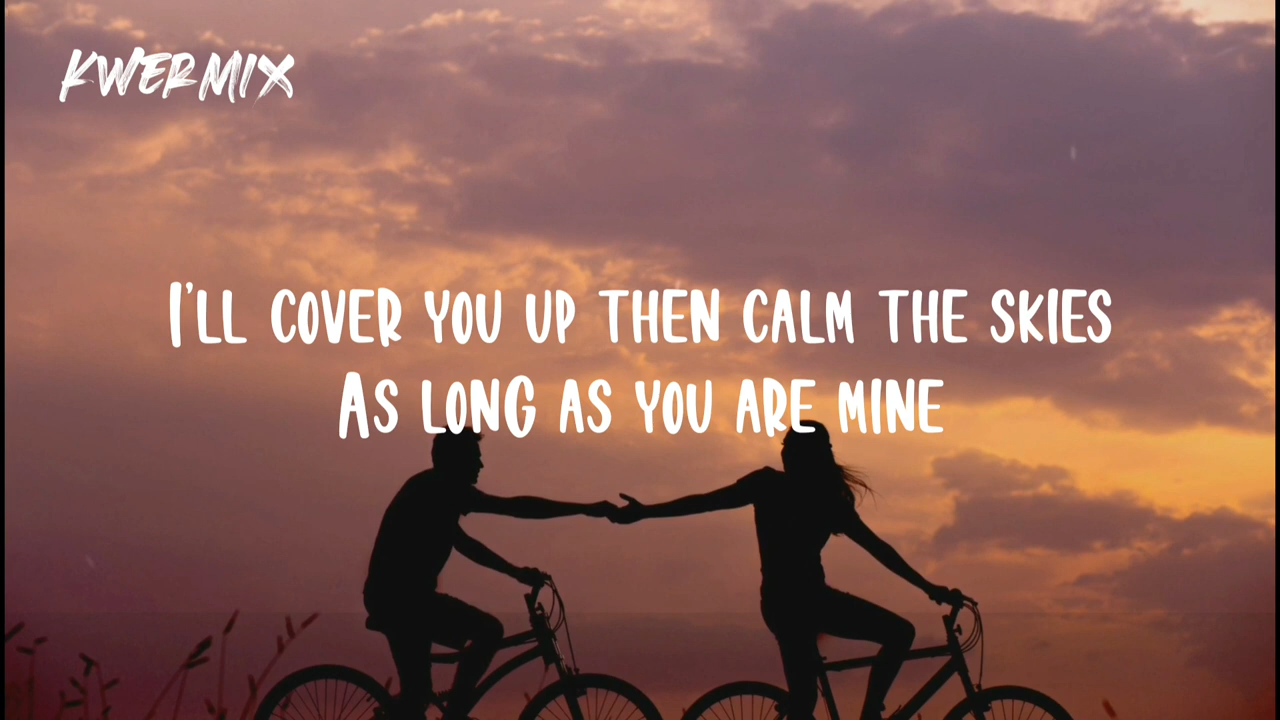 KWERMIX
I'LL COVER YOU UP THEN CALM THE SKIES
AS LONG AS YOU ARE MINE